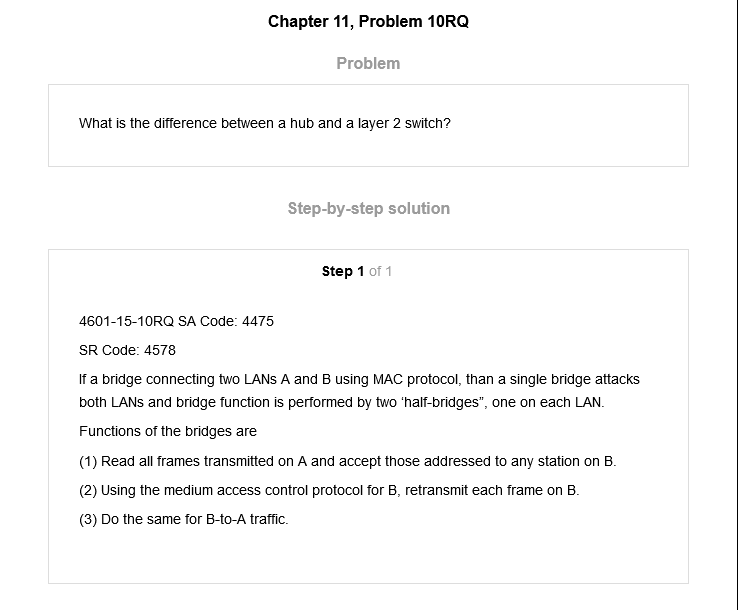 Chapter 11, Problem 10RQ
Problem
What is the difference between a hub and a layer 2 switch?
Step-by-step solution
Step 1 of 1
4601-15-10RQ SA Code: 4475
SR Code: 4578
If a bridge connecting two LANs A and B using MAC protocol, than a single bridge attacks
both LANs and bridge function is performed by two ‘half-bridges”, one on each LAN.
Functions of the bridges are
(1) Read all frames transmitted on A and accept those addressed to any station on B.
(2) Using the medium access control protocol for B, retransmit each frame on B.
(3) Do the same for B-to-A traffic.